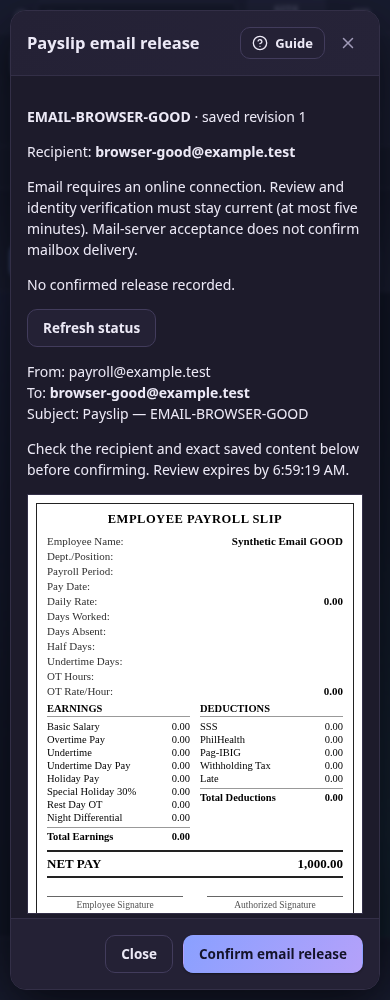 Payslip email release
Guide
EMAIL-BROWSER-GOOD · saved revision 1
Recipient: browser-good@example.test
Email requires an online connection. Review and
identity verification must stay current (at most five
minutes). Mail-server acceptance does not confirm
mailbox delivery.
No confirmed release recorded.
Refresh status
From: payroll@example.test
To: browser-good@example.test
Subject: Payslip — EMAIL-BROWSER-GOOD
Check the recipient and exact saved content below
before confirming. Review expires by 6:59:19 AM.
EMPLOYEE PAYROLL SLIP
Employee Name: Synthetic Email GOOD
Dept./Position:
Payroll Period:
Pay Date:
Daily Rate: 0.00
Days Worked:
Days Absent:
Half Days:
Undertime Days:
OT Hours:
OT Rate/Hour: 0.00
EARNINGS
Basic Salary 0.00
Overtime Pay 0.00
Undertime 0.00
Undertime Day Pay 0.00
Holiday Pay 0.00
Special Holiday 30% 0.00
Rest Day OT 0.00
Night Differential 0.00
Total Earnings 0.00
DEDUCTIONS
SSS 0.00
PhilHealth 0.00
Pag-IBIG 0.00
Withholding Tax 0.00
Late 0.00
Total Deductions 0.00
NET PAY 1,000.00
Employee Signature
Authorized Signature
Close
Confirm email release